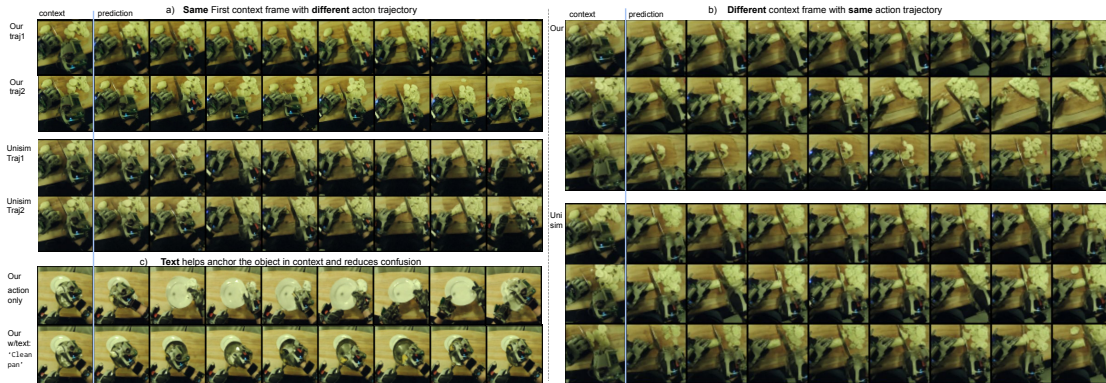 a) Same First context frame with different acton trajectory
context prediction
Our
traj1
Our
traj2
Unisim
Traj1
Unisim
Traj2
c) Text helps anchor the object in context and reduces confusion
Our
action
only
Our
w/text:
'Clean
pan'
b) Different context frame with same action trajectory
context prediction
Our
Uni
sim